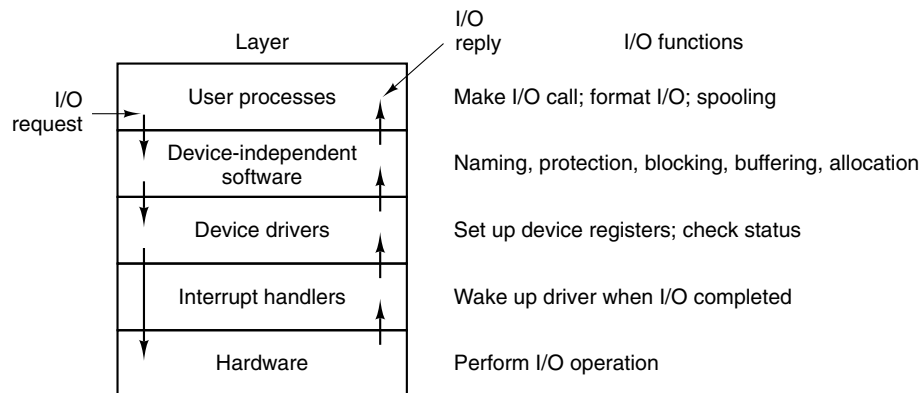 Layer
I/O
reply
I/O functions
I/O
request
User processes
Make I/O call; format I/O; spooling
Device-independent
software
Naming, protection, blocking, buffering, allocation
Device drivers
Set up device registers; check status
Interrupt handlers
Wake up driver when I/O completed
Hardware
Perform I/O operation